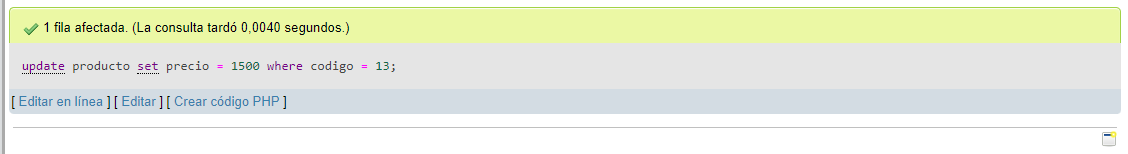 1 fila afectada. (La consulta tardó 0,0040 segundos.)
update producto set precio = 1500 where codigo = 13;
[ Editar en línea ] [ Editar ] [ Crear código PHP ]